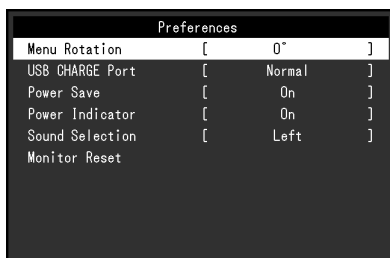 Preferences
Menu Rotation [ 0° ]
USB CHARGE Port [ Normal ]
Power Save [ On ]
Power Indicator [ On ]
Sound Selection [ Left ]
Monitor Reset